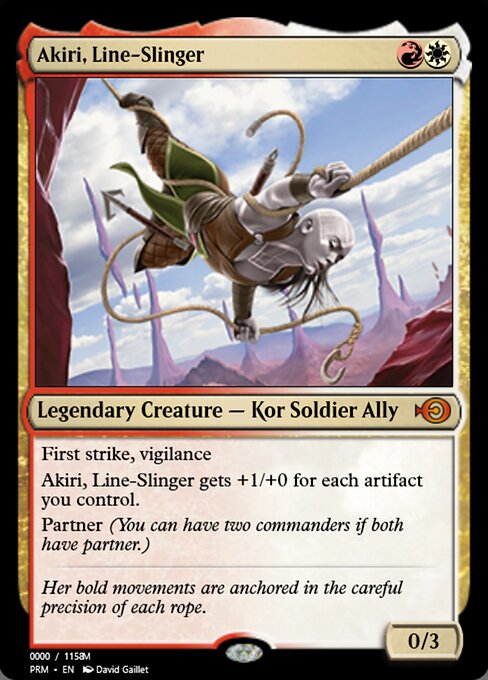 Akiri, Line-Slinger
Legendary Creature — Kor Soldier Ally
First strike, vigilance
Akiri, Line-Slinger gets +1/+0 for each artifact
you control.
Partner (You can have two commanders if both
have partner.)
Her bold movements are anchored in the careful
precision of each rope.
0/3
0000 / 1158M
PRM • EN David Gaillet